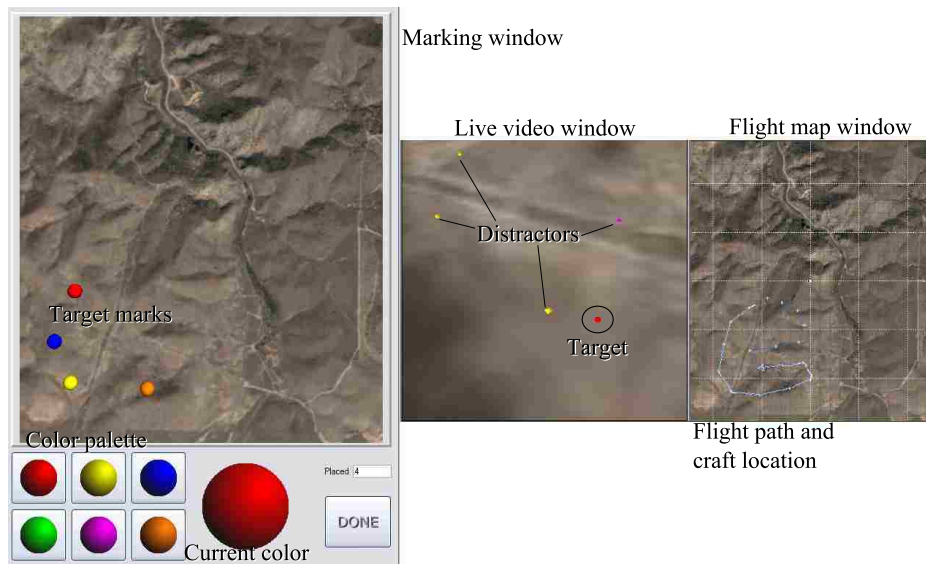 Marking window
Live video window
Flight map window
Distractors
Target marks
Target
Flight path and
craft location
Color palette
Placed 4
DONE
Current color